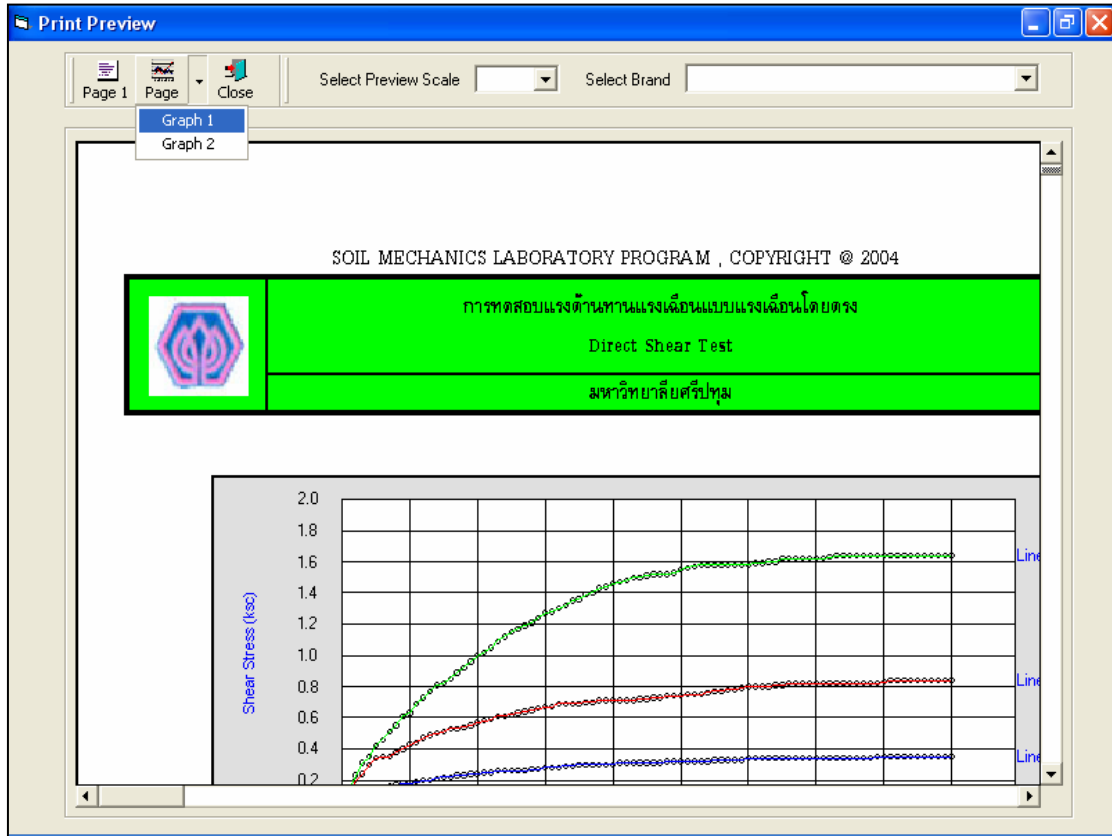 Print Preview
Page 1 Page Close Select Preview Scale Select Brand
Graph 1
Graph 2
SOIL MECHANICS LABORATORY PROGRAM , COPYRIGHT @ 2004
การทดสอบแรงต้านทานแรงเฉือนแบบแรงเฉือนโดยตรง
Direct Shear Test
มหาวิทยาลัยศรีปทุม
2.0
1.8
1.6
1.4
1.2
1.0
0.8
0.6
0.4
0.2
Shear Stress (ksc)
Line
Line
Line